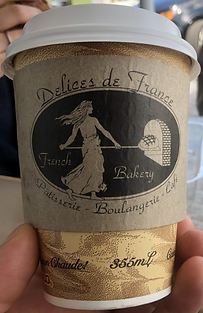 Delices de France
French Bakery
Patisserie - Boulangerie - Café
Chaude! 355mL